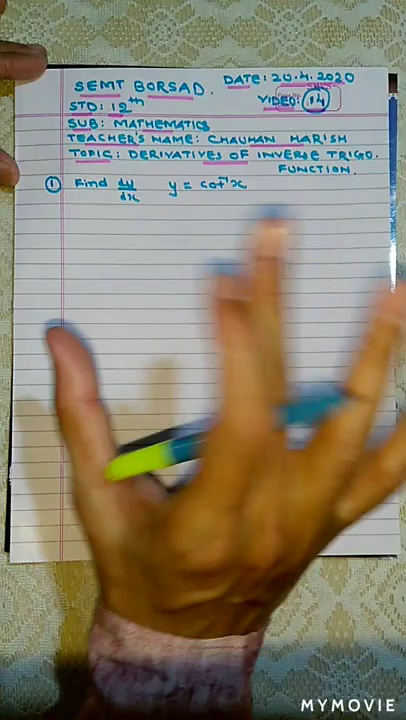 SEMT BORSAD. DATE: 20.4.2020
STD: 12th VIDEO: 14
SUB: MATHEMATICS
TEACHER'S NAME: CHAUHAN HARISH
TOPIC: DERIVATIVES OF INVERSE TRIGO.
FUNCTION.
① Find dy/dx y = cot⁻¹x
MYMOVIE